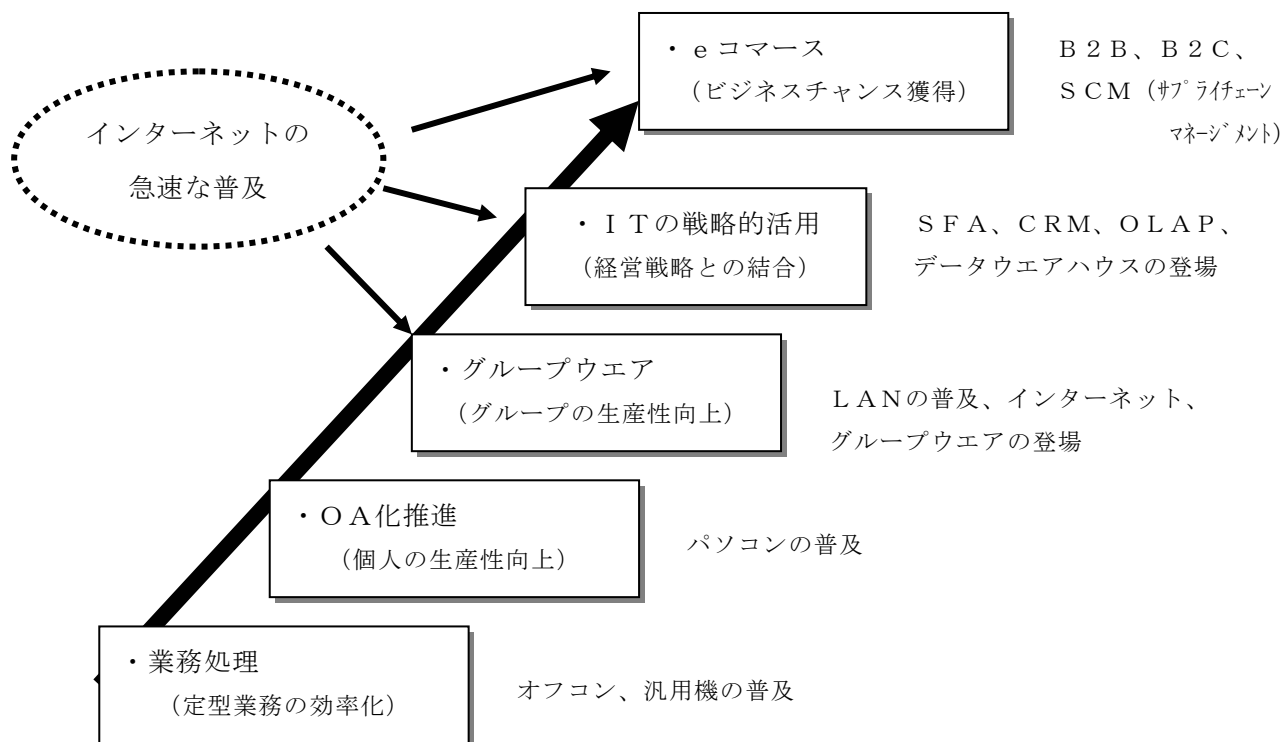 ・ｅコマース
（ビジネスチャンス獲得）
Ｂ２Ｂ、Ｂ２Ｃ、
ＳＣＭ（ｻﾌﾟﾗｲﾁｪｰﾝ
ﾏﾈｰｼﾞﾒﾝﾄ）
インターネットの
急速な普及
・ＩＴの戦略的活用
（経営戦略との結合）
ＳＦＡ、ＣＲＭ、ＯＬＡＰ、
データウエアハウスの登場
・グループウエア
（グループの生産性向上）
ＬＡＮの普及、インターネット、
グループウエアの登場
・ＯＡ化推進
（個人の生産性向上）
パソコンの普及
・業務処理
（定型業務の効率化）
オフコン、汎用機の普及